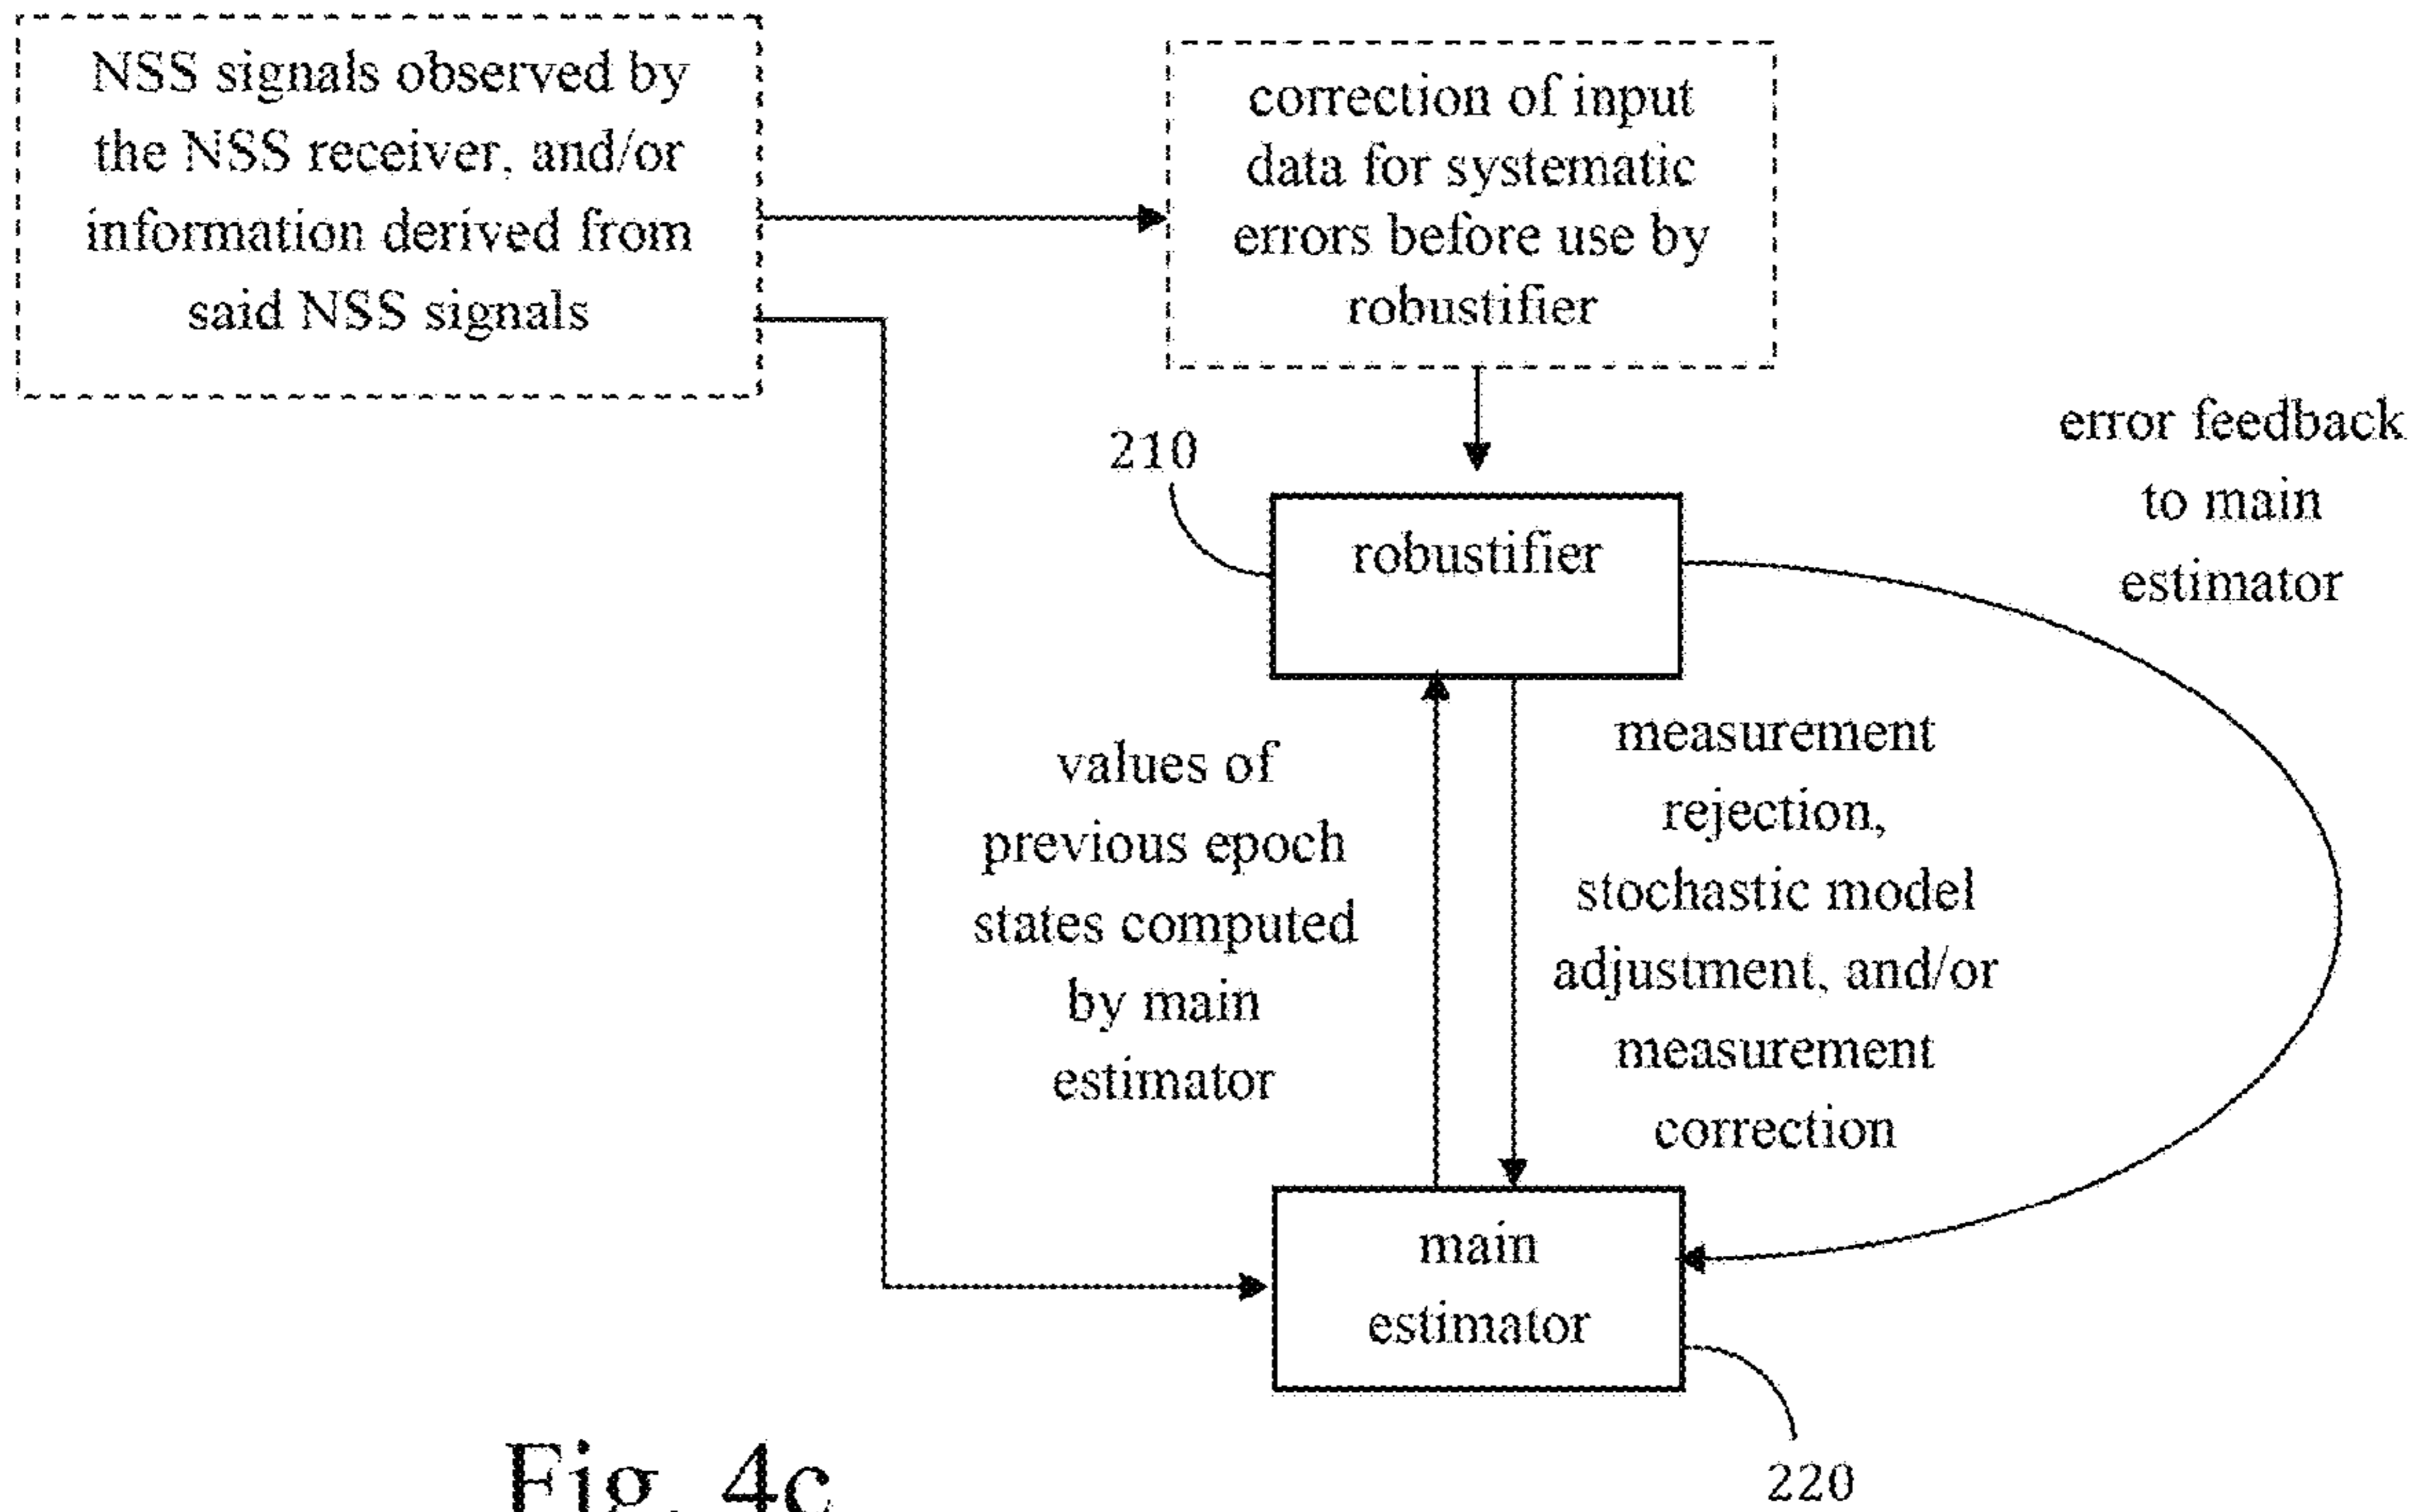 NSS signals observed by
the NSS receiver, and/or
information derived from
said NSS signals
correction of input
data for systematic
errors before use by
robustifier
error feedback
to main
estimator
210
robustifier
values of
previous epoch
states computed
by main
estimator
measurement
rejection,
stochastic model
adjustment, and/or
measurement
correction
main
estimator
220
Fig. 4c